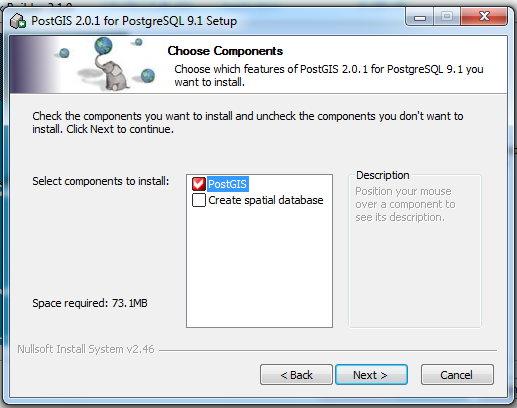 PostGIS 2.0.1 for PostgreSQL 9.1 Setup
Choose Components
Choose which features of PostGIS 2.0.1 for PostgreSQL 9.1 you
want to install.
Check the components you want to install and uncheck the components you don't want to
install. Click Next to continue.
Select components to install:
PostGIS
Create spatial database
Description
Position your mouse
over a component to
see its description.
Space required: 73.1MB
Nullsoft Install System v2.46
< Back
Next >
Cancel